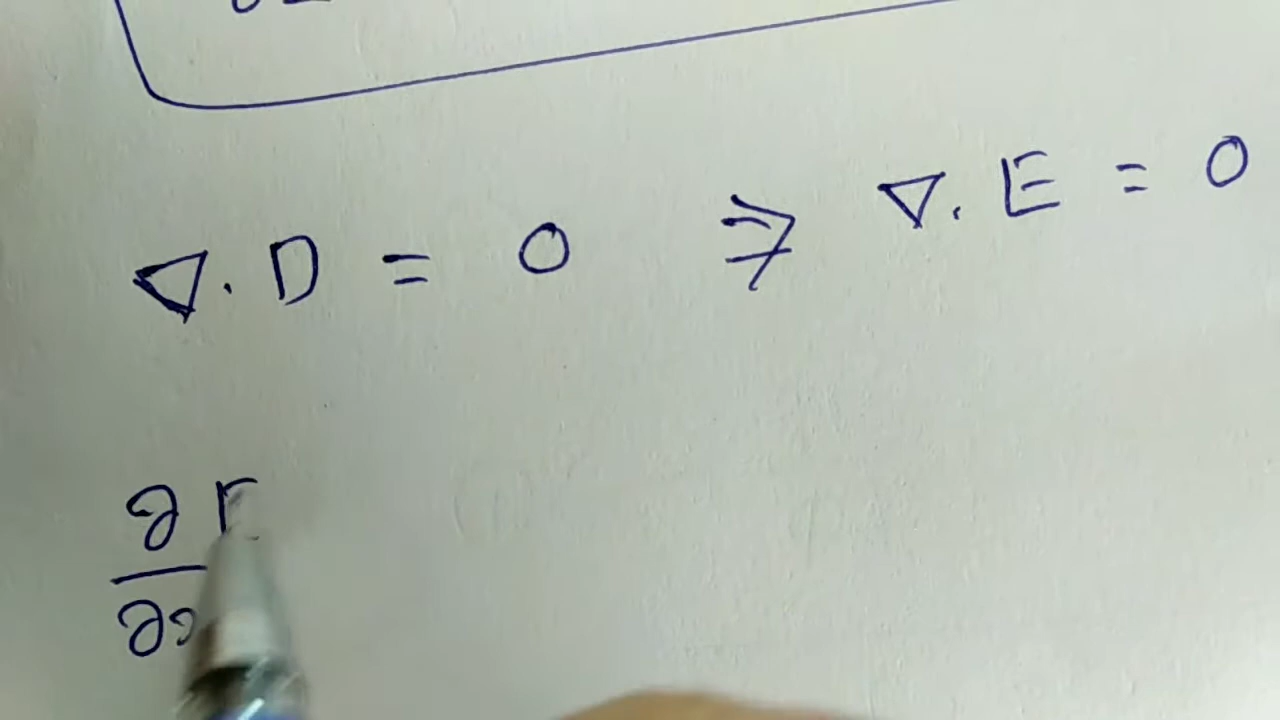 ∇. D = 0 ⇒ ∇. E = 0
∂
∂x